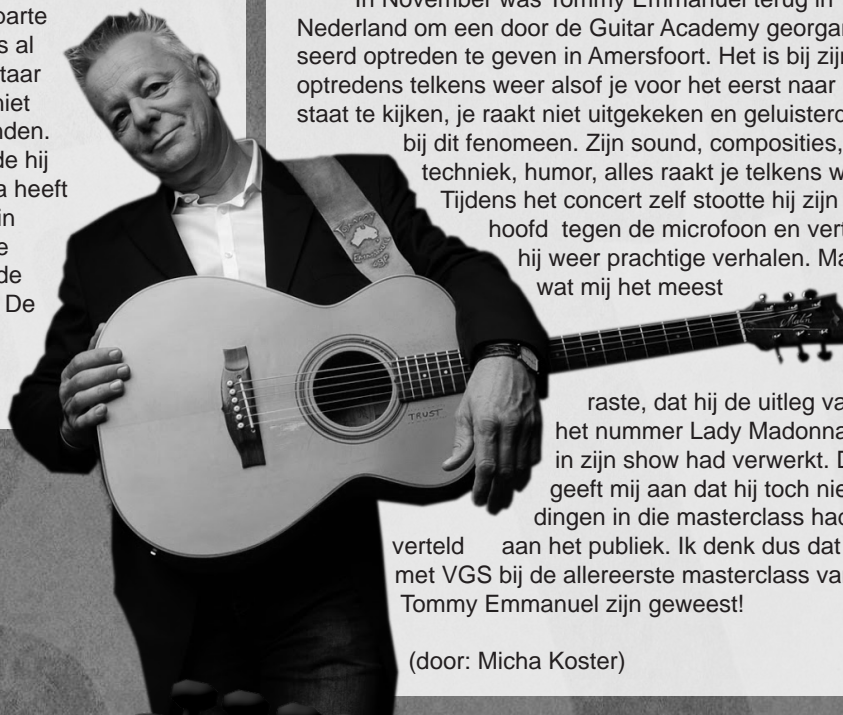 oarte
s al
taar
niet
nden.
de hij
a heeft
in
e
de
De
In November was Tommy Emmanuel terug in
Nederland om een door de Guitar Academy georgan
seerd optreden te geven in Amersfoort. Het is bij zijn
optredens telkens weer alsof je voor het eerst naar
staat te kijken, je raakt niet uitgekeken en geluisterd
bij dit fenomeen. Zijn sound, composities,
techniek, humor, alles raakt je telkens w
Tijdens het concert zelf stootte hij zijn
hoofd tegen de microfoon en vert
hij weer prachtige verhalen. Ma
wat mij het meest
raste, dat hij de uitleg va
het nummer Lady Madonna
in zijn show had verwerkt. D
geeft mij aan dat hij toch nie
dingen in die masterclass had
verteld aan het publiek. Ik denk dus dat
met VGS bij de allereerste masterclass va
Tommy Emmanuel zijn geweest!
(door: Micha Koster)
TRUST
Maton